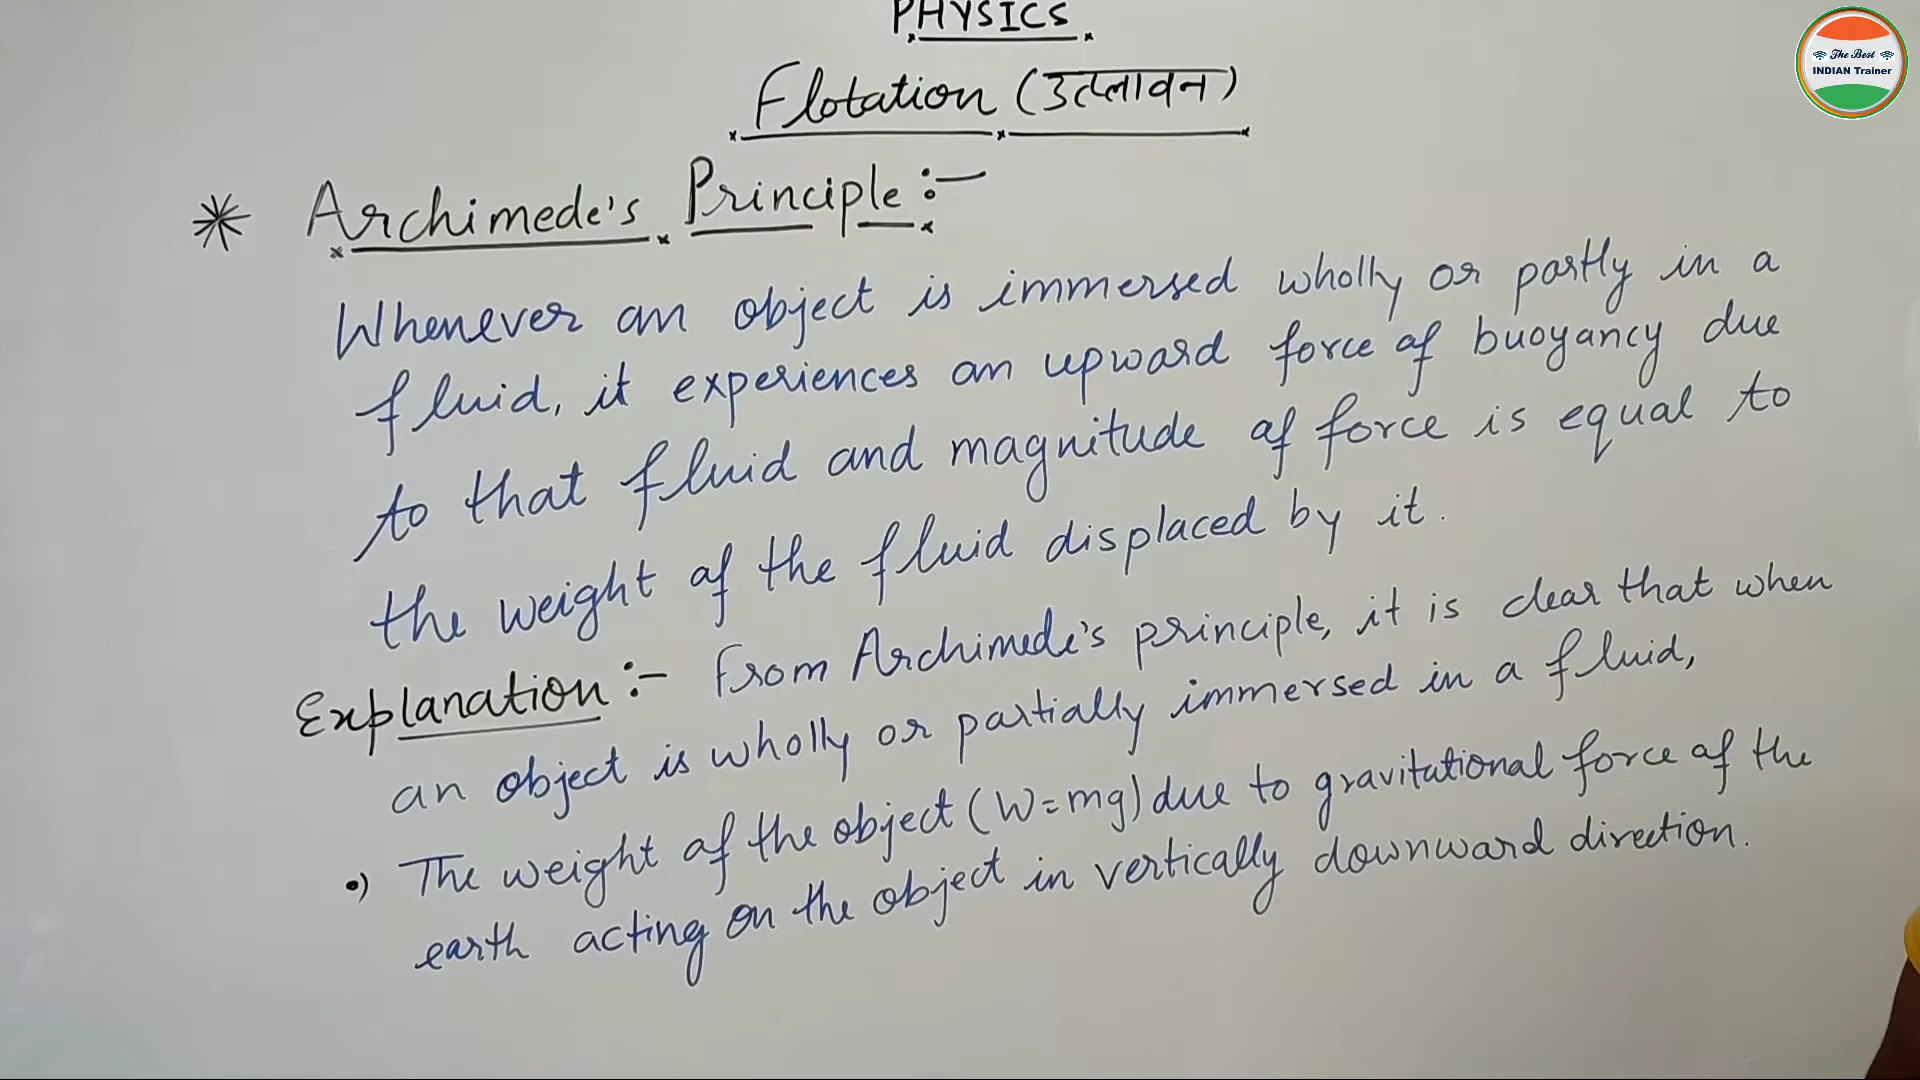 PHYSICS
Flotation (उत्प्लावन)
The Best
INDIAN Trainer
* Archimede's Principle :-
Whenever an object is immersed wholly or partly in a
fluid, it experiences an upward force of buoyancy due
to that fluid and magnitude of force is equal to
the weight of the fluid displaced by it.
Explanation :- From Archimede's principle, it is clear that when
an object is wholly or partially immersed in a fluid,
•) The weight of the object (W=mg) due to gravitational force of the
earth acting on the object in vertically downward direction.